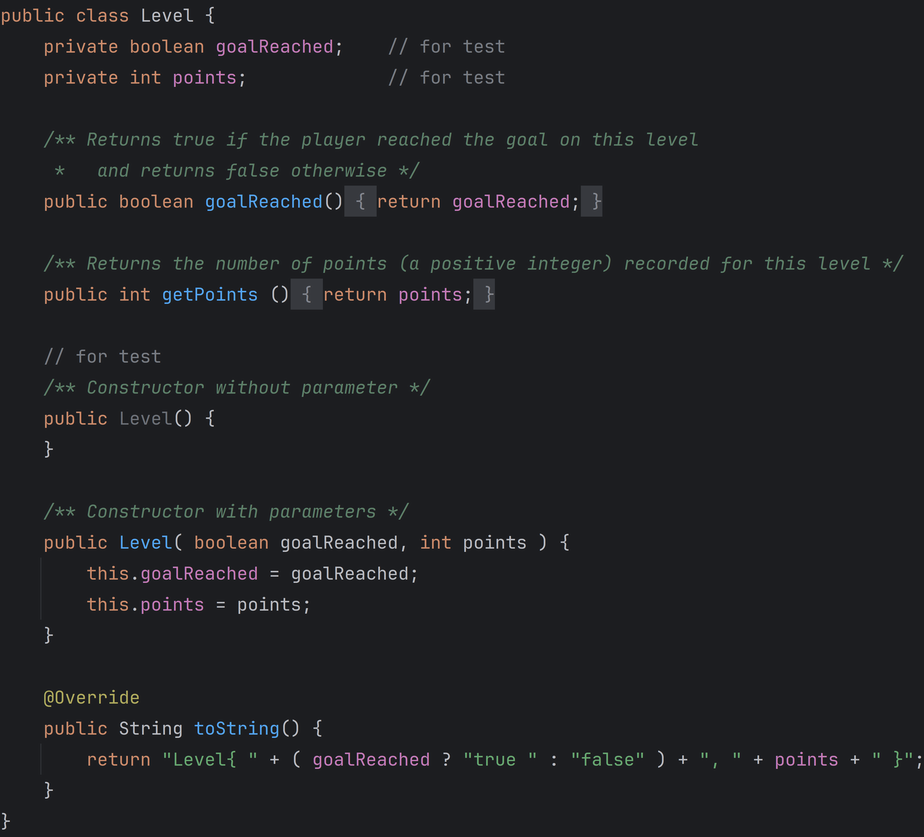 public class Level {
    private boolean goalReached;    // for test
    private int points;             // for test

    /** Returns true if the player reached the goal on this level
     *   and returns false otherwise */
    public boolean goalReached() { return goalReached; }

    /** Returns the number of points (a positive integer) recorded for this level */
    public int getPoints () { return points; }

    // for test
    /** Constructor without parameter */
    public Level() {
    }

    /** Constructor with parameters */
    public Level( boolean goalReached, int points ) {
        this.goalReached = goalReached;
        this.points = points;
    }

    @Override
    public String toString() {
        return "Level{ " + ( goalReached ? "true " : "false" ) + ", " + points + " }";
    }
}